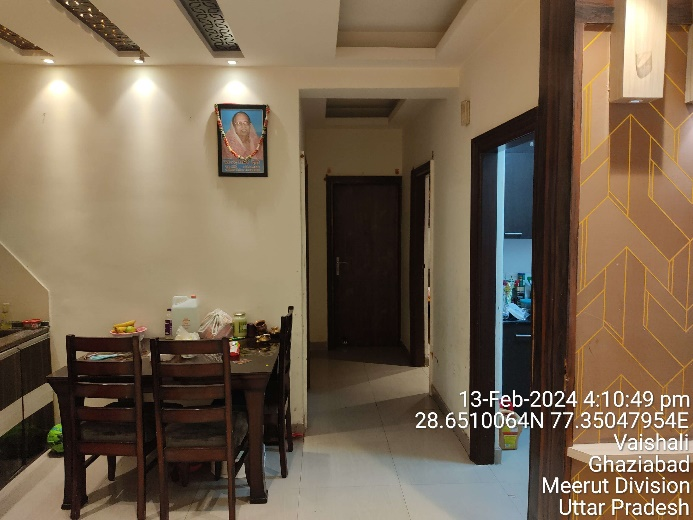 13-Feb-2024 4:10:49 pm
28.6510064N 77.35047954E
Vaishali
Ghaziabad
Meerut Division
Uttar Pradesh